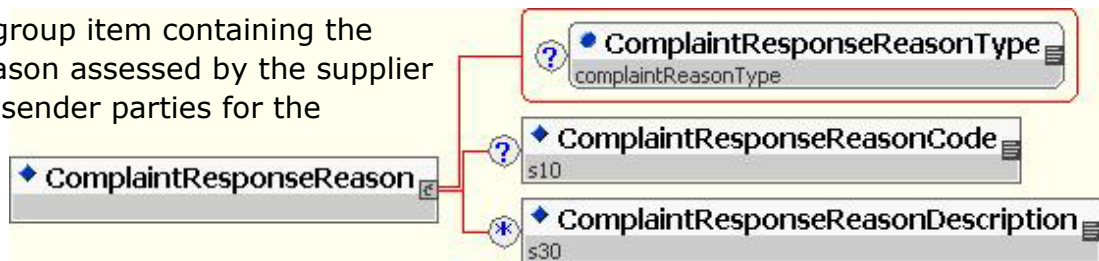 group item containing the
ason assessed by the supplier
sender parties for the
ComplaintResponseReason
ComplaintResponseReasonType
complaintReasonType
?
ComplaintResponseReasonCode
s10
?
ComplaintResponseReasonDescription
s30
*